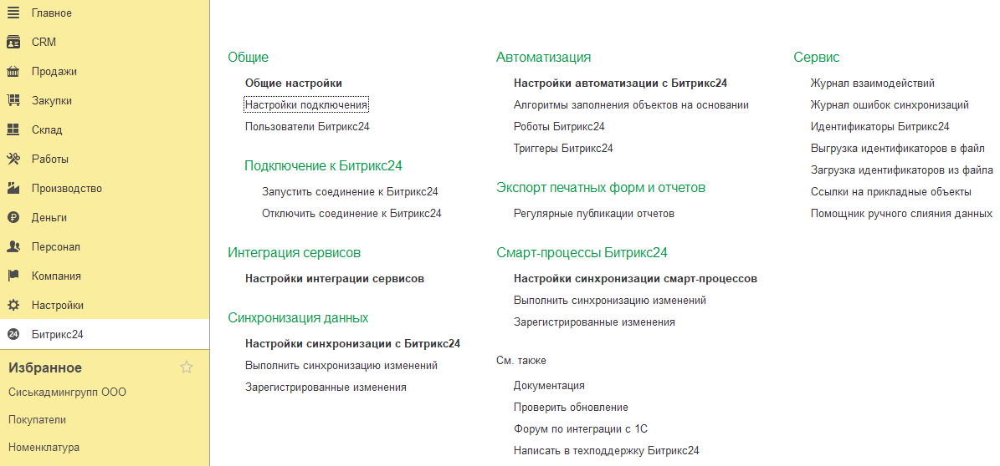 Главное
CRM
Продажи
Закупки
Склад
Работы
Производство
Деньги
Персонал
Компания
Настройки
24 Битрикс24
Избранное
Сиськадмингрупп ООО
Покупатели
Номенклатура
Общие
Общие настройки
Настройки подключения
Пользователи Битрикс24
Подключение к Битрикс24
Запустить соединение к Битрикс24
Отключить соединение к Битрикс24
Интеграция сервисов
Настройки интеграции сервисов
Синхронизация данных
Настройки синхронизации с Битрикс24
Выполнить синхронизацию изменений
Зарегистрированные изменения
Автоматизация
Настройки автоматизации с Битрикс24
Алгоритмы заполнения объектов на основании
Роботы Битрикс24
Триггеры Битрикс24
Экспорт печатных форм и отчетов
Регулярные публикации отчетов
Смарт-процессы Битрикс24
Настройки синхронизации смарт-процессов
Выполнить синхронизацию изменений
Зарегистрированные изменения
См. также
Документация
Проверить обновление
Форум по интеграции с 1С
Написать в техподдержку Битрикс24
Сервис
Журнал взаимодействий
Журнал ошибок синхронизаций
Идентификаторы Битрикс24
Выгрузка идентификаторов в файл
Загрузка идентификаторов из файла
Ссылки на прикладные объекты
Помощник ручного слияния данных